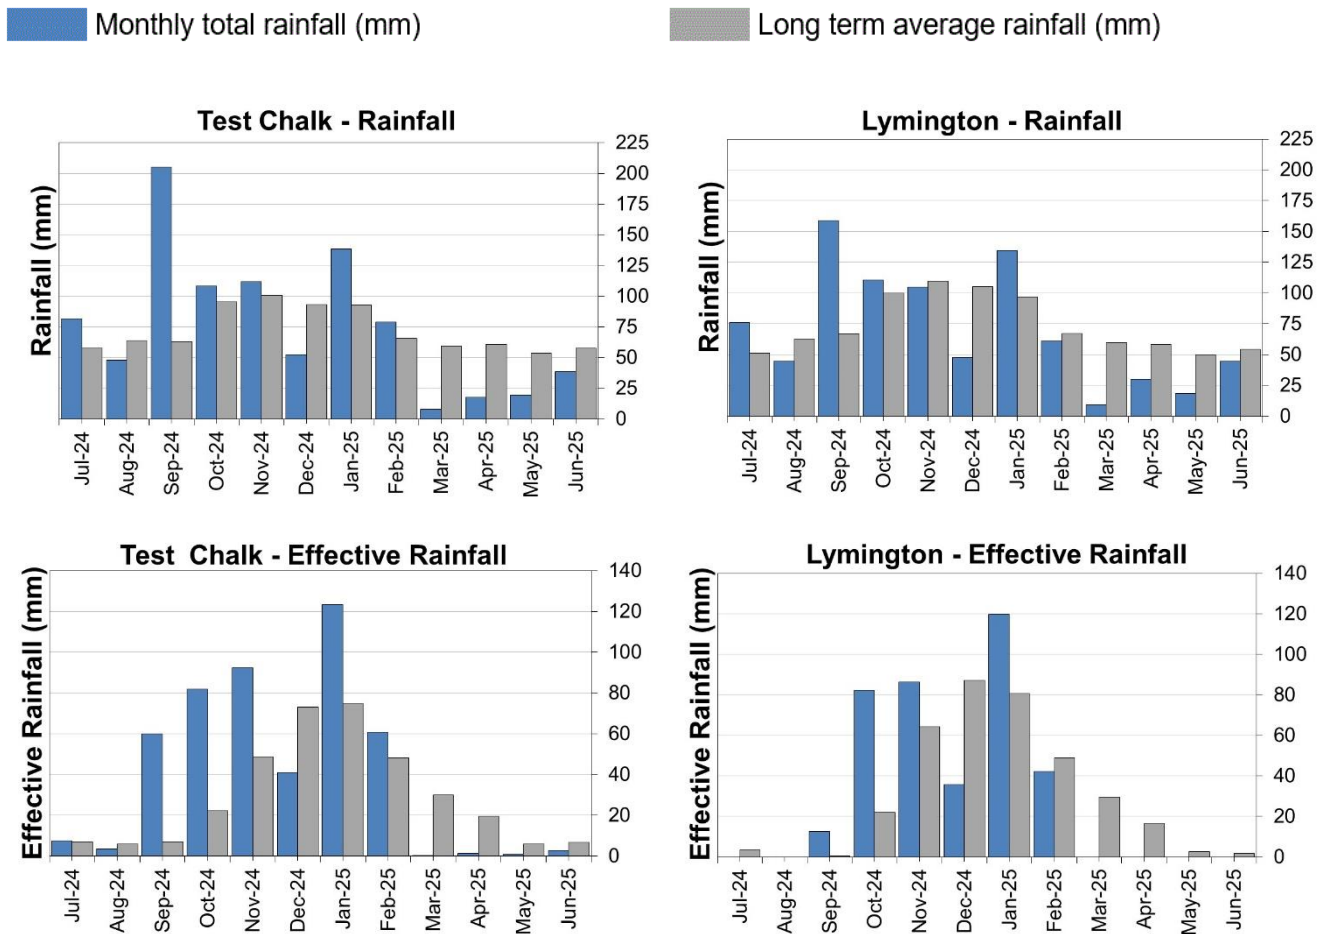 Monthly total rainfall (mm)
Long term average rainfall (mm)
Test Chalk - Rainfall
Rainfall (mm)
225
200
175
150
125
100
75
50
25
0
Jul-24
Aug-24
Sep-24
Oct-24
Nov-24
Dec-24
Jan-25
Feb-25
Mar-25
Apr-25
May-25
Jun-25
Lymington - Rainfall
Rainfall (mm)
225
200
175
150
125
100
75
50
25
0
Jul-24
Aug-24
Sep-24
Oct-24
Nov-24
Dec-24
Jan-25
Feb-25
Mar-25
Apr-25
May-25
Jun-25
Test Chalk - Effective Rainfall
Effective Rainfall (mm)
140
120
100
80
60
40
20
0
Jul-24
Aug-24
Sep-24
Oct-24
Nov-24
Dec-24
Jan-25
Feb-25
Mar-25
Apr-25
May-25
Jun-25
Lymington - Effective Rainfall
Effective Rainfall (mm)
140
120
100
80
60
40
20
0
Jul-24
Aug-24
Sep-24
Oct-24
Nov-24
Dec-24
Jan-25
Feb-25
Mar-25
Apr-25
May-25
Jun-25